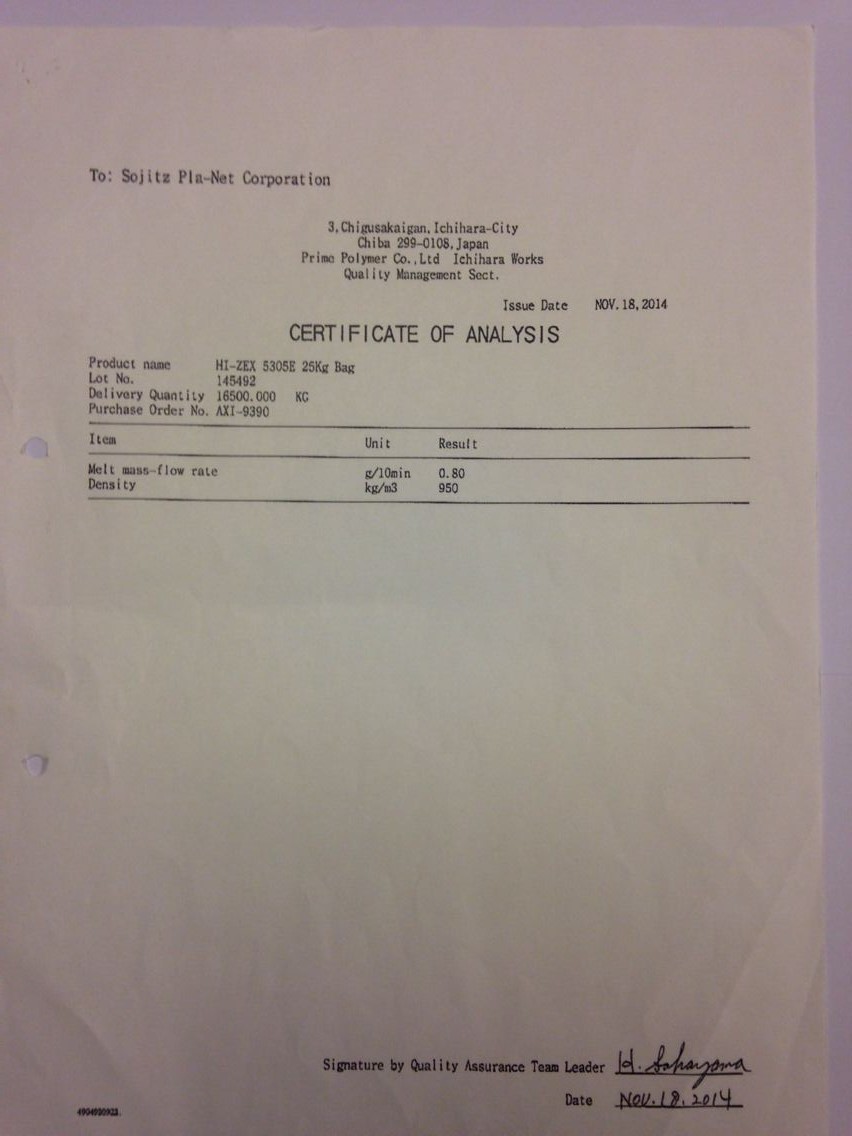 To: Sojitz Pla-Net Corporation
3, Chigusakaigan, Ichihara-City
Chiba 299-0108, Japan
Prime Polymer Co., Ltd Ichihara Works
Quality Management Sect.
Issue Date NOV. 18, 2014
CERTIFICATE OF ANALYSIS
Product name HI-ZEX 5305E 25Kg Bag
Lot No. 145492
Delivery Quantity 16500.000 KG
Purchase Order No. AXI-9390
Item Unit Result
Melt mass-flow rate g/10min 0.80
Density kg/m3 950
Signature by Quality Assurance Team Leader H.
Date NOV. 18. 2014